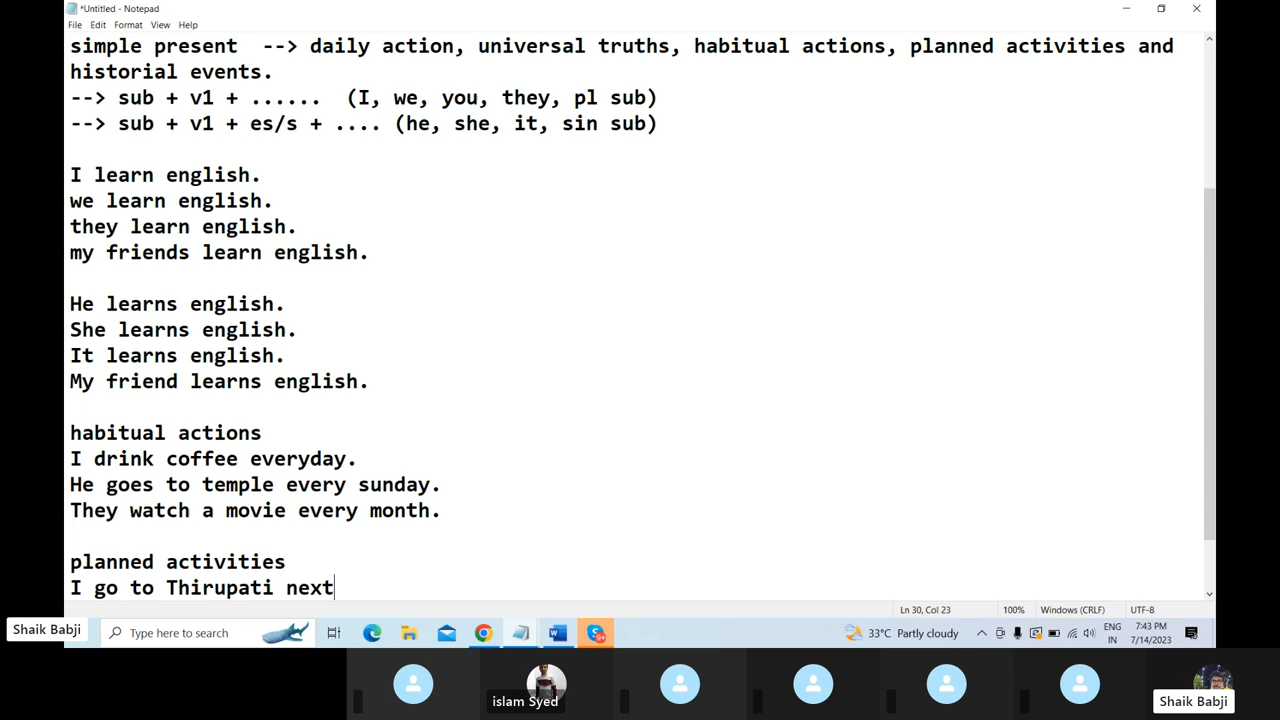 *Untitled - Notepad
File Edit Format View Help
simple present --> daily action, universal truths, habitual actions, planned activities and
historial events.
--> sub + v1 + ...... (I, we, you, they, pl sub)
--> sub + v1 + es/s + .... (he, she, it, sin sub)
I learn english.
we learn english.
they learn english.
my friends learn english.
He learns english.
She learns english.
It learns english.
My friend learns english.
habitual actions
I drink coffee everyday.
He goes to temple every sunday.
They watch a movie every month.
planned activities
I go to Thirupati next
Ln 30, Col 23 100% Windows (CRLF) UTF-8
Shaik Babji
Type here to search
33°C Partly cloudy
ENG
IN
7:43 PM
7/14/2023
islam Syed
Shaik Babji